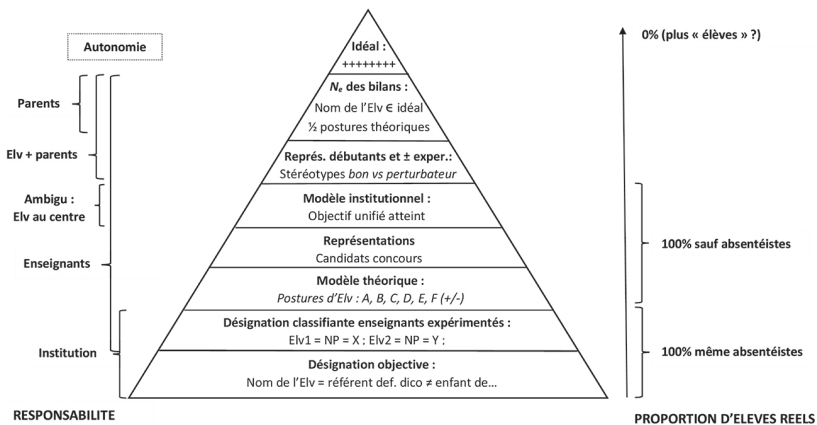 0% (plus « élèves » ?)
Autonomie
Idéal :
++++++++
Nₑ des bilans :
Nom de l’Elv ϵ idéal
½ postures théoriques
Parents
Elv + parents
Représ. débutants et ± exper.:
Stéréotypes bon vs perturbateur
Ambigu :
Elv au centre
Modèle institutionnel :
Objectif unifié atteint
Représentations
Candidats concours
100% sauf absentéistes
Enseignants
Modèle théorique :
Postures d’Elv : A, B, C, D, E, F (+/-)
Désignation classifiante enseignants expérimentés :
Elv1 = NP = X ; Elv2 = NP = Y ;
Institution
100% même absentéistes
Désignation objective :
Nom de l’Elv = référent def. dico ≠ enfant de…
RESPONSABILITE
PROPORTION D’ELEVES REELS